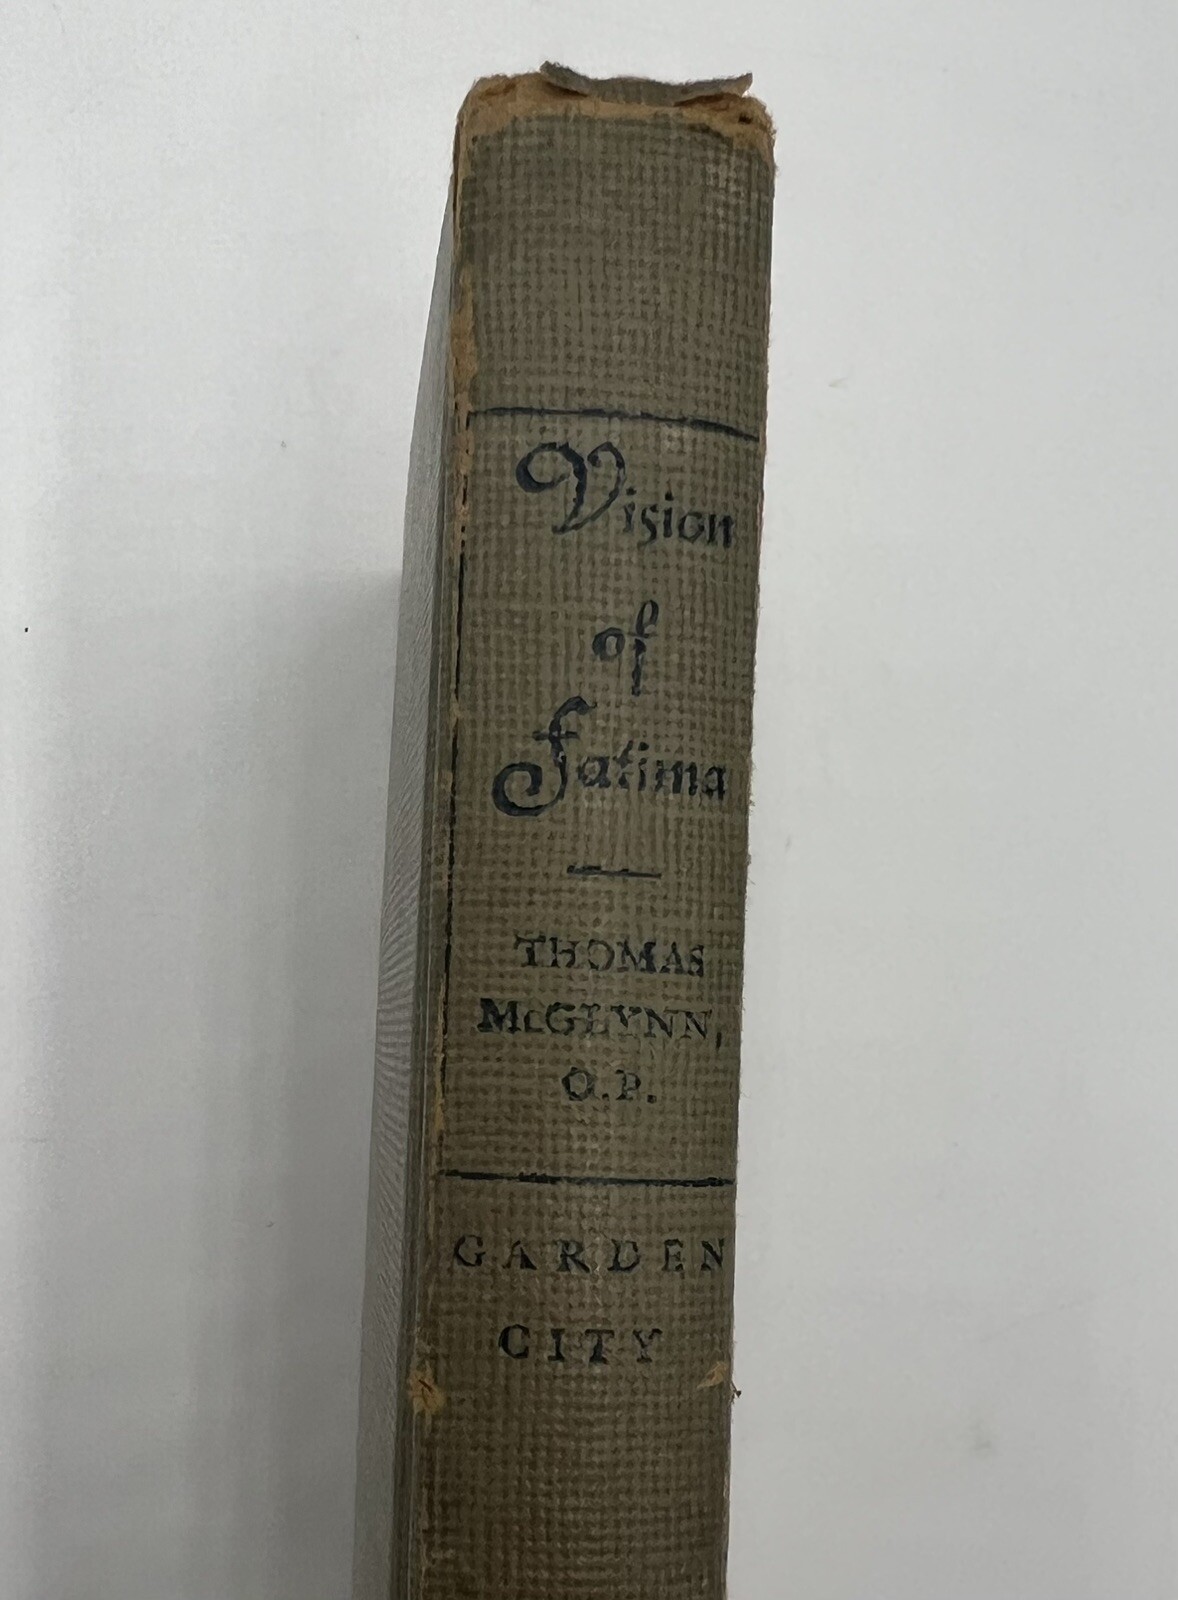 Vision
of
Fatima
THOMAS
McGLYNN,
O.P.
GARDEN
CITY